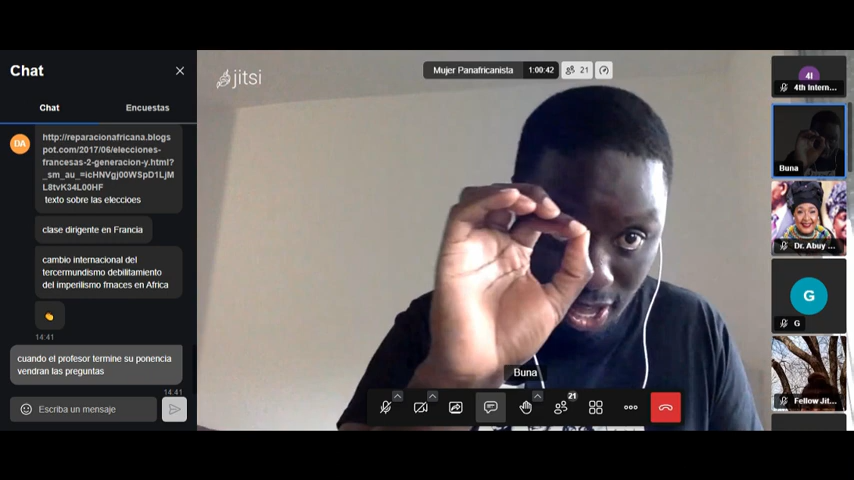 Chat
Chat
Encuestas
DA
http://reparacionafricana.blogs
pot.com/2017/06/elecciones-
francesas-2-generacion-y.html?
_sm_au_=icHNVgj00WSpD1LjM
L8tvK34L00HF
texto sobre las eleccioes
clase dirigente en Francia
cambio internacional del
tercermundismo debilitamiento
del imperilismo frnaces en Africa
14:41
cuando el profesor termine su ponencia
vendran las preguntas
14:41
Escriba un mensaje
jitsi
Mujer Panafricanista
1:00:42
21
Buna
21
4I
4th Intern...
Buna
Dr. Abuy ...
G
G
Fellow Jit...